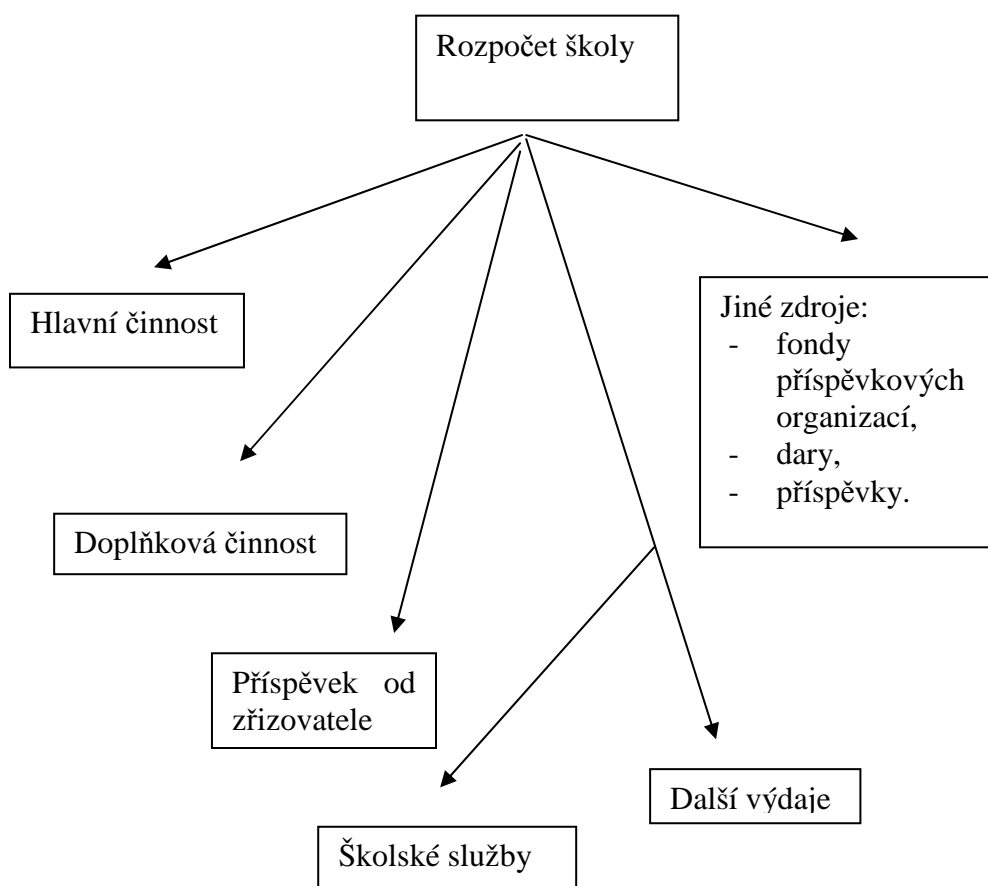 Rozpočet školy
Hlavní činnost
Jiné zdroje:
- fondy
příspěvkových
organizací,
- dary,
- příspěvky.
Doplňková činnost
Příspěvek od
zřizovatele
Další výdaje
Školské služby